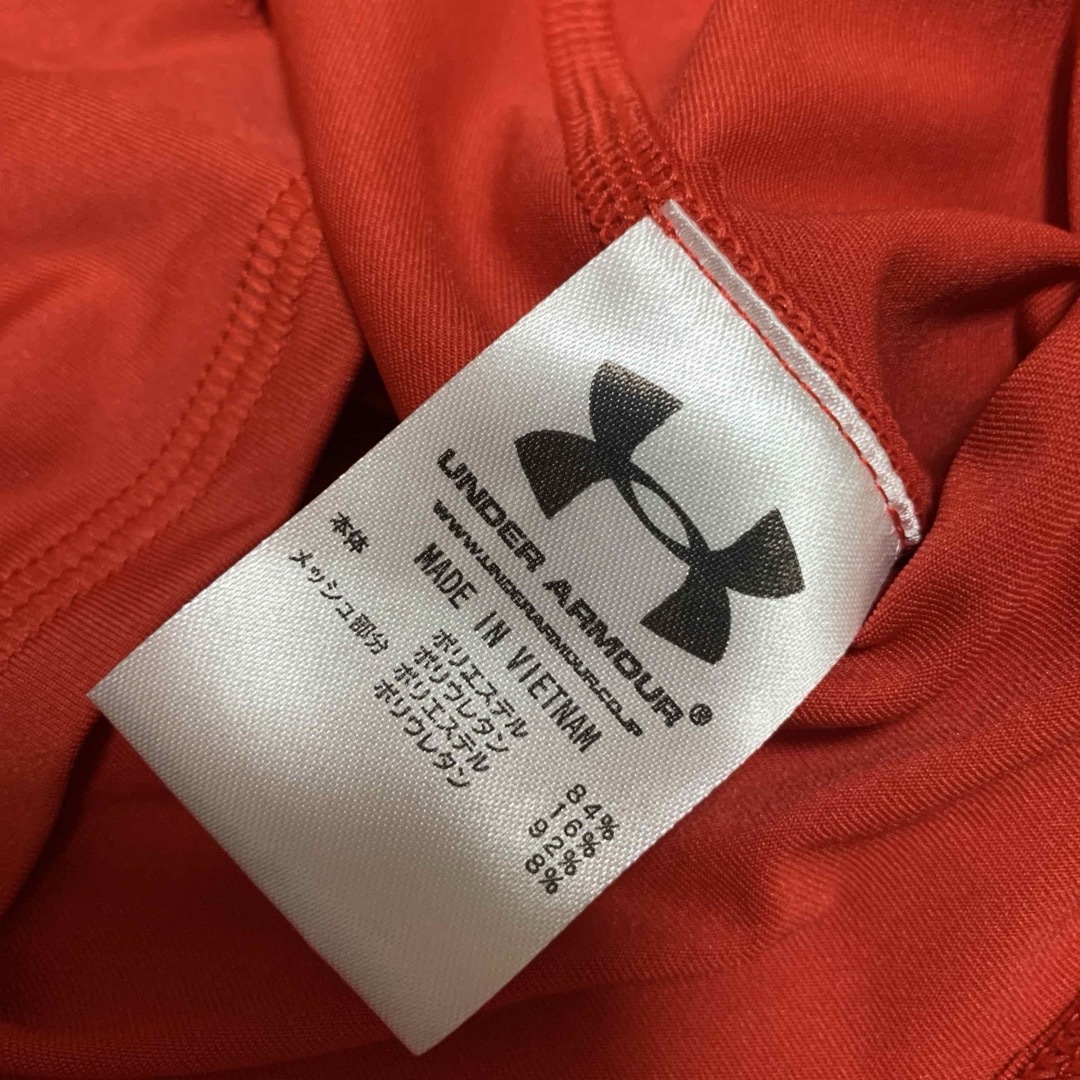 UNDER ARMOUR®
www.UNDERARMOUR.CO.JP
MADE IN VIETNAM
本体 ポリエステル 84%
ポリウレタン 16%
メッシュ部分 ポリエステル 92%
ポリウレタン 8%